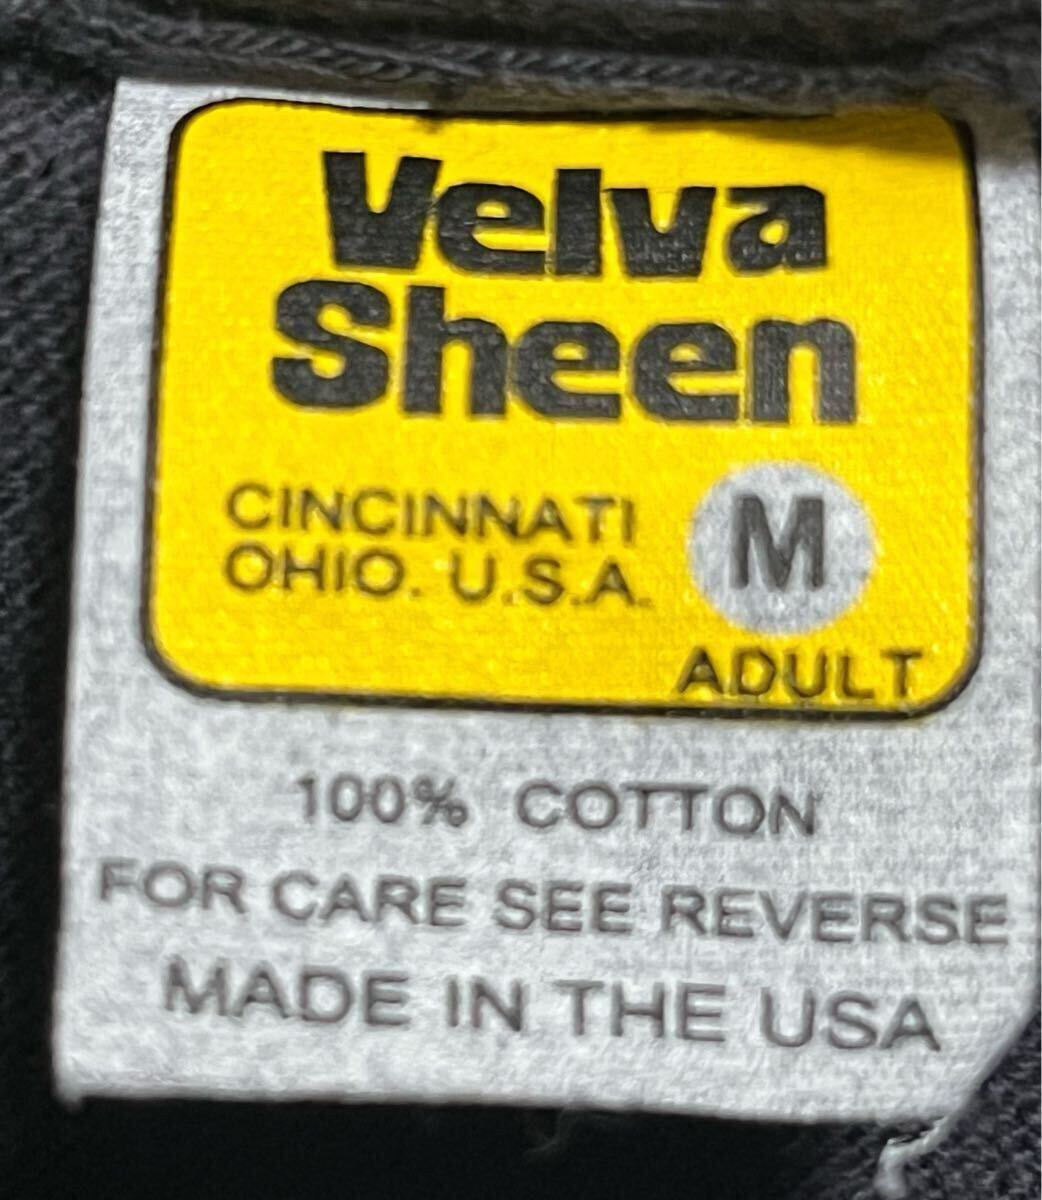 Velva
Sheen
CINCINNATI
OHIO. U.S.A.
M
ADULT
100% COTTON
FOR CARE SEE REVERSE
MADE IN THE USA